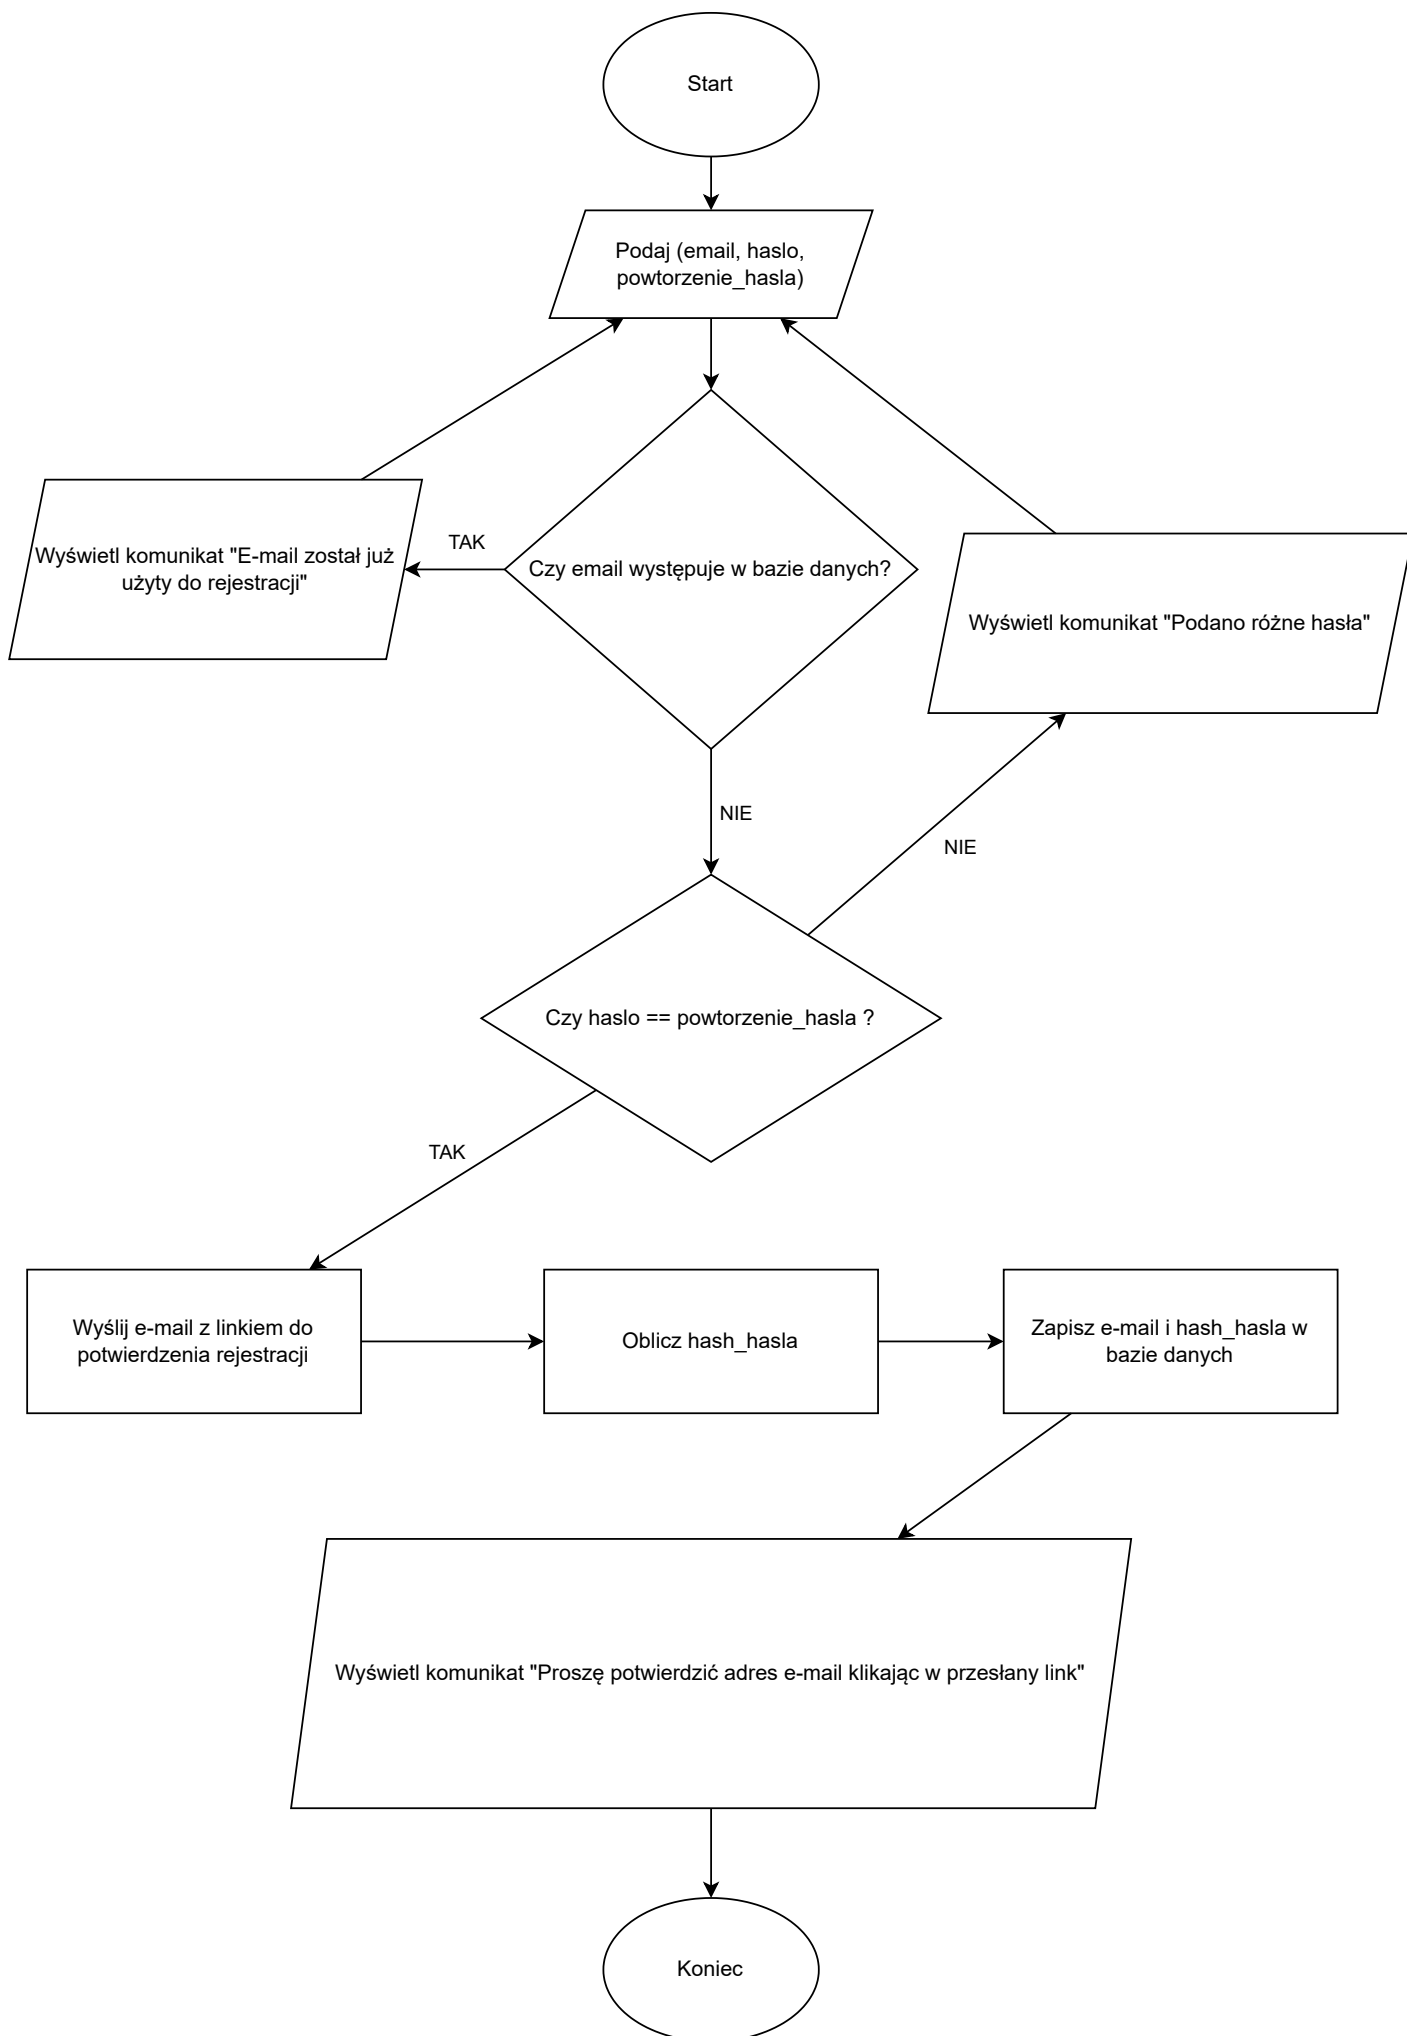 Start
Podaj (email, haslo,
powtorzenie_hasla)
TAK
Wyświetl komunikat "E-mail został już
użyty do rejestracji"
Czy email występuje w bazie danych?
Wyświetl komunikat "Podano różne hasła"
NIE
NIE
Czy haslo == powtorzenie_hasla ?
TAK
Wyślij e-mail z linkiem do
potwierdzenia rejestracji
Oblicz hash_hasla
Zapisz e-mail i hash_hasla w
bazie danych
Wyświetl komunikat "Proszę potwierdzić adres e-mail klikając w przesłany link"
Koniec